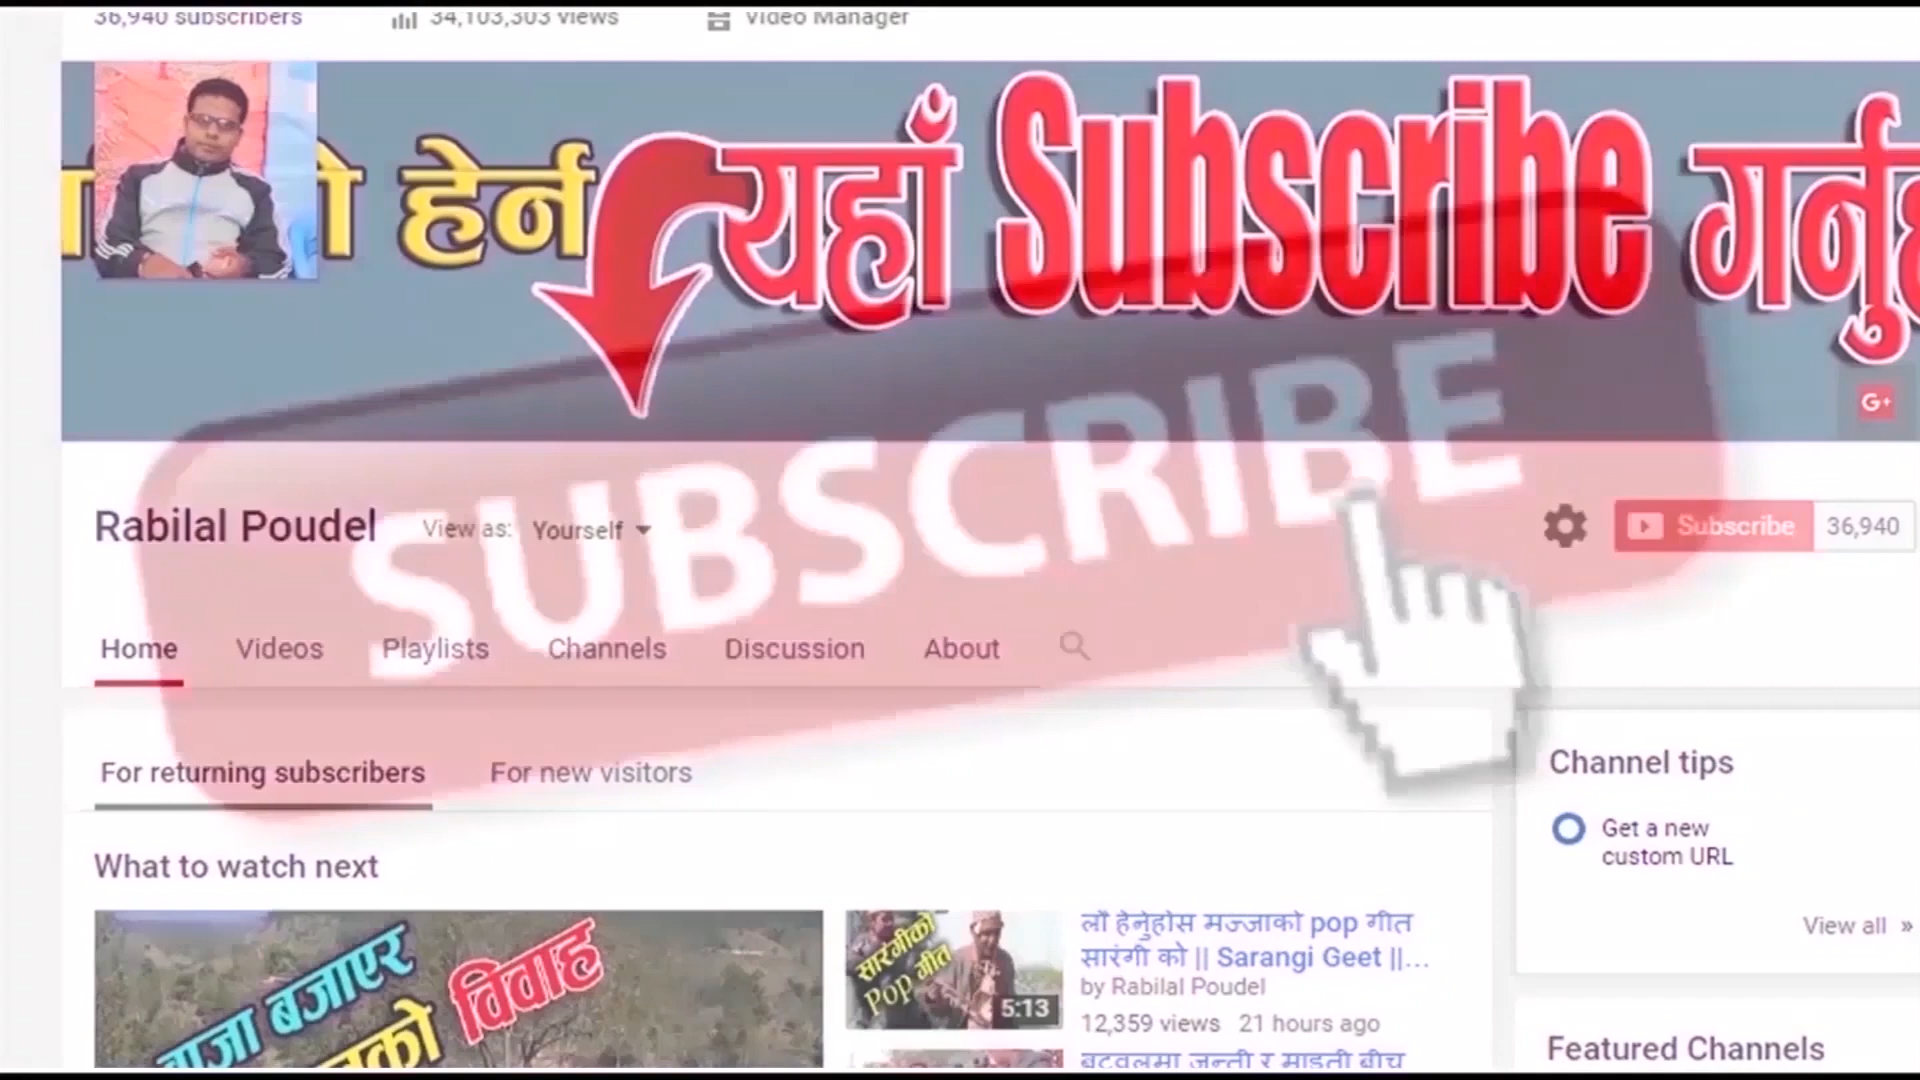 36,940 subscribers 34,103,303 views Video Manager
हेर्न यहाँ Subscribe
G+
SUBSCRIBE
Rabilal Poudel View as: Yourself Subscribe 36,940
Home Videos Playlists Channels Discussion About
For returning subscribers For new visitors
What to watch next
बजाएर
विवाह
सारंगीको
Pop गीत
5:13
लौ हेर्नुहोस मज्जाको pop गीत
सारंगी को || Sarangi Geet ||...
by Rabilal Poudel
12,359 views 21 hours ago
बुटवलमा जन्ती र माइती बीच
Channel tips
Get a new
custom URL
View all »
Featured Channels